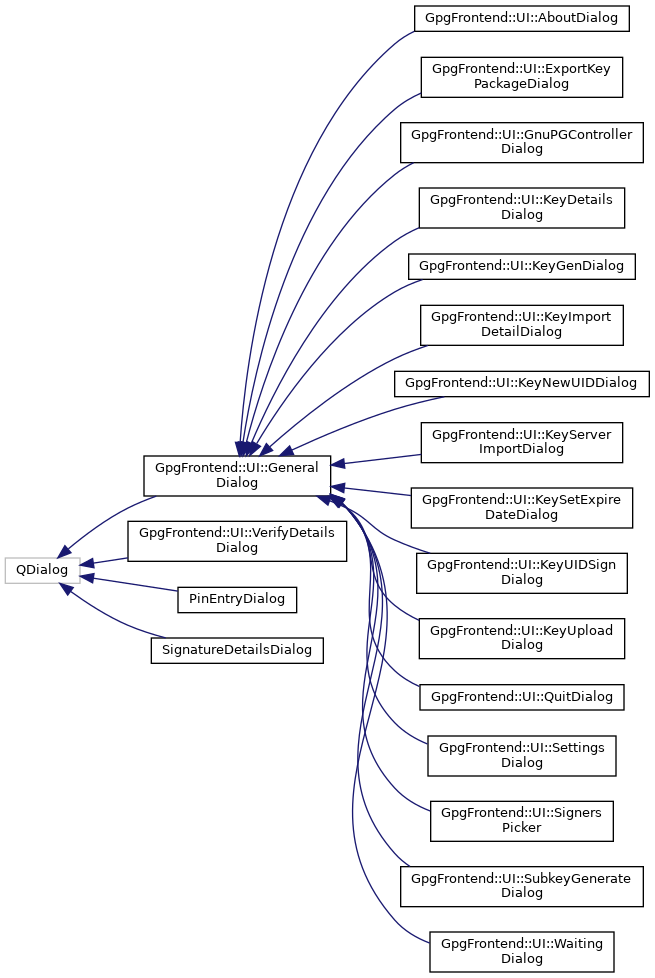 GpgFrontend::UI::AboutDialog
GpgFrontend::UI::ExportKey
PackageDialog
GpgFrontend::UI::GnuPGController
Dialog
GpgFrontend::UI::KeyDetails
Dialog
GpgFrontend::UI::KeyGenDialog
GpgFrontend::UI::KeyImport
DetailDialog
GpgFrontend::UI::KeyNewUIDDialog
GpgFrontend::UI::KeyServer
ImportDialog
GpgFrontend::UI::General
Dialog
GpgFrontend::UI::KeySetExpire
DateDialog
GpgFrontend::UI::VerifyDetails
Dialog
QDialog
GpgFrontend::UI::KeyUIDSign
Dialog
PinEntryDialog
GpgFrontend::UI::KeyUpload
Dialog
SignatureDetailsDialog
GpgFrontend::UI::QuitDialog
GpgFrontend::UI::Settings
Dialog
GpgFrontend::UI::Signers
Picker
GpgFrontend::UI::SubkeyGenerate
Dialog
GpgFrontend::UI::Waiting
Dialog